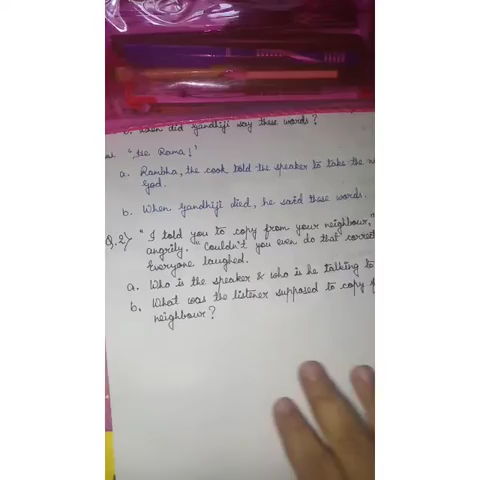 b. When did Gandhiji say these words?
"He Rama!"
a. Rambha, the cook told the speaker to take the
God.
b. When Gandhiji died, he said these words.
Q.2) "I told you to copy from your neighbour,"
angrily. "Couldn't you even do that
Everyone laughed.
a. Who is the speaker & who is he talking to
b. What was the listener supposed to copy
neighbour?